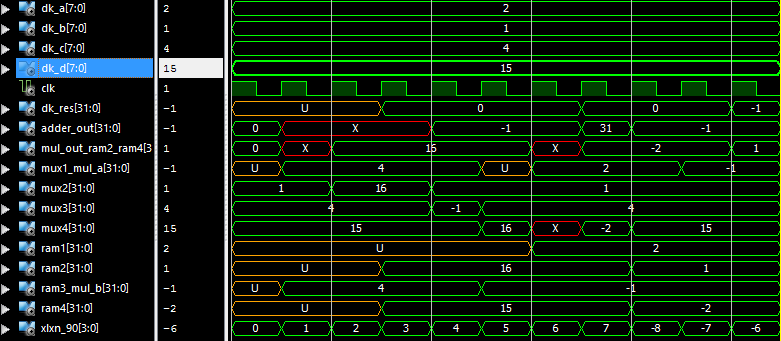 dk_a[7:0] 2 2
dk_b[7:0] 1 1
dk_c[7:0] 4 4
dk_d[7:0] 15 15
clk 1
dk_res[31:0] -1 U 0 0 -1
adder_out[31:0] -1 0 X -1 31 -1
mul_out_ram2_ram4[3 1 0 X 15 X -2 1
mux1_mul_a[31:0] -1 U 4 U 2 -1
mux2[31:0] 1 1 16 1
mux3[31:0] 4 4 -1 4
mux4[31:0] 15 15 16 X -2 15
ram1[31:0] 2 U 2
ram2[31:0] 1 U 16 1
ram3_mul_b[31:0] -1 U 4 -1
ram4[31:0] -2 U 15 -2
xlxn_90[3:0] -6 0 1 2 3 4 5 6 7 -8 -7 -6